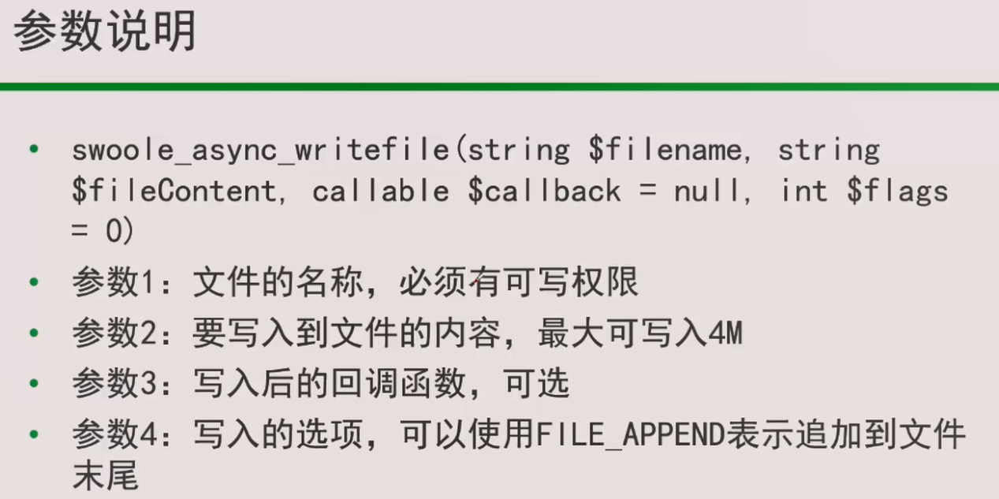 参数说明
• swoole_async_writefile(string $filename, string
$fileContent, callable $callback = null, int $flags
= 0)
• 参数1：文件的名称，必须有可写权限
• 参数2：要写入到文件的内容，最大可写入4M
• 参数3：写入后的回调函数，可选
• 参数4：写入的选项，可以使用FILE_APPEND表示追加到文件
末尾